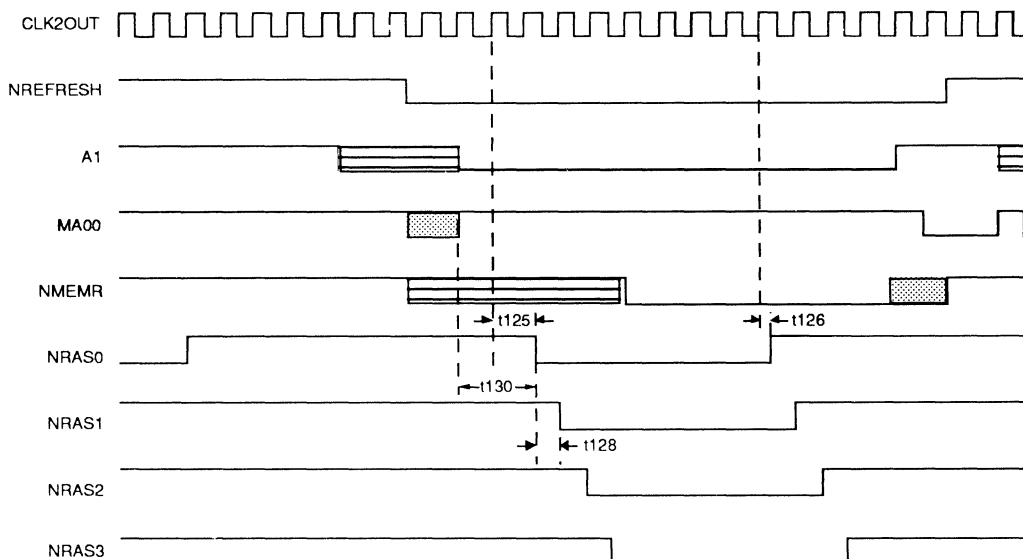 CLK2OUT
NREFRESH
A1
MA00
NMEMR
t125
t126
NRAS0
t130
NRAS1
t128
NRAS2
NRAS3